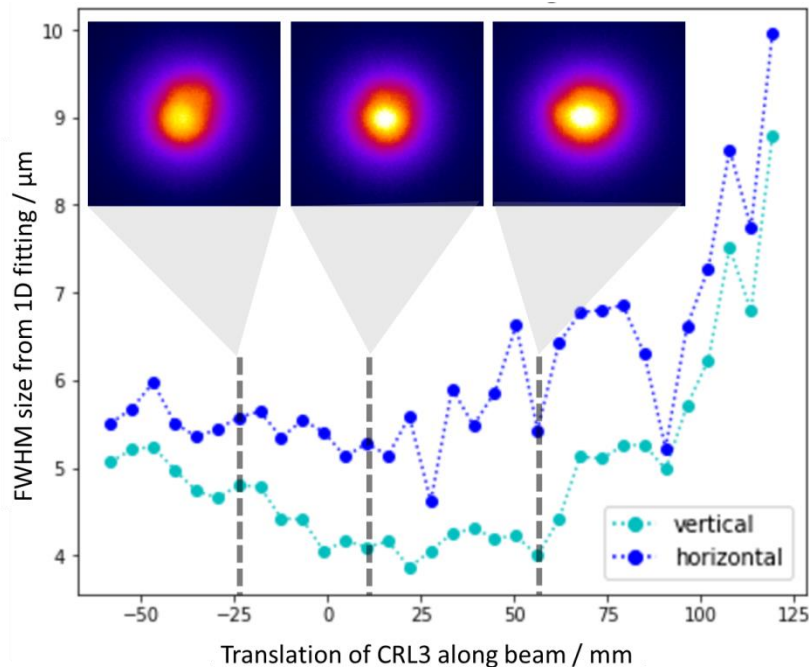 10
9
8
7
6
5
4
FWHM size from 1D fitting / μm
vertical
horizontal
−50 −25 0 25 50 75 100 125
Translation of CRL3 along beam / mm